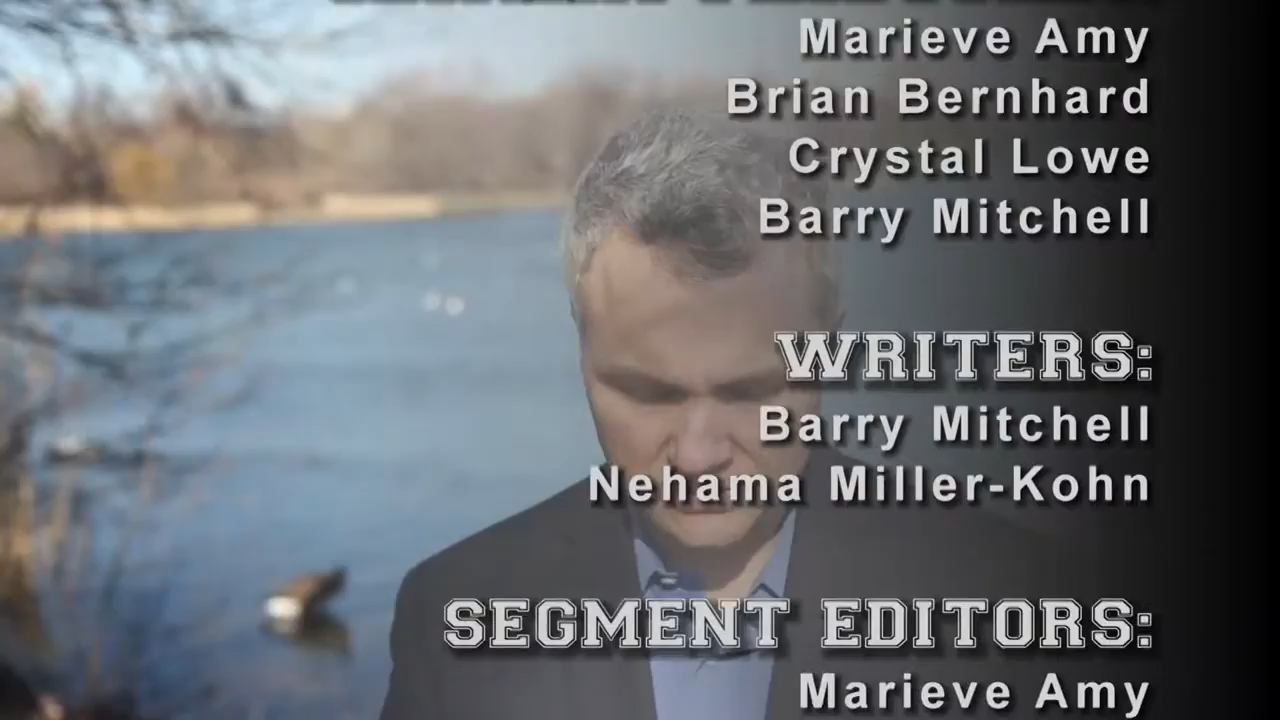 Marieve Amy
Brian Bernhard
Crystal Lowe
Barry Mitchell
WRITERS:
Barry Mitchell
Nehama Miller-Kohn
SEGMENT EDITORS:
Marieve Amy